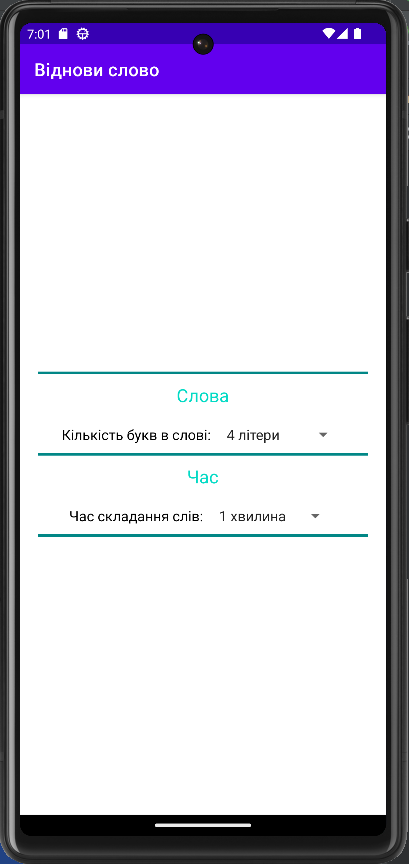 7:01
Віднови слово
Слова
Кількість букв в слові: 4 літери
Час
Час складання слів: 1 хвилина